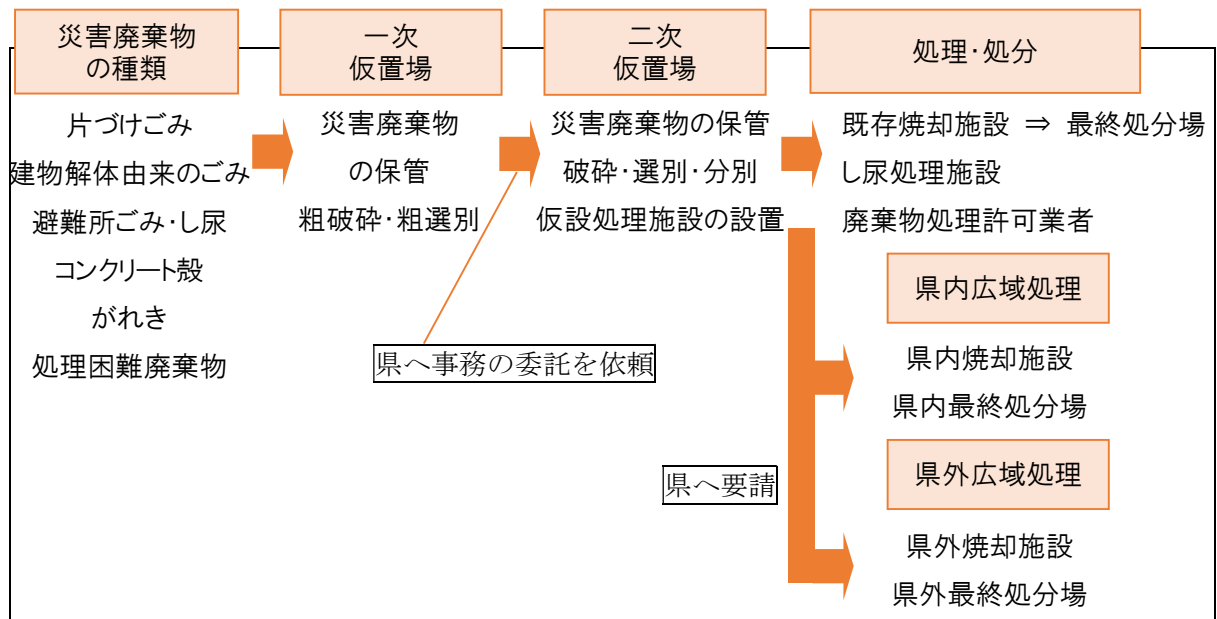 災害廃棄物
の種類
片づけごみ
建物解体由来のごみ
避難所ごみ・し尿
コンクリート殻
がれき
処理困難廃棄物
一次
仮置場
災害廃棄物
の保管
粗破砕・粗選別
県へ事務の委託を依頼
二次
仮置場
災害廃棄物の保管
破砕・選別・分別
仮設処理施設の設置
県へ要請
処理・処分
既存焼却施設 ⇒ 最終処分場
し尿処理施設
廃棄物処理許可業者
県内広域処理
県内焼却施設
県内最終処分場
県外広域処理
県外焼却施設
県外最終処分場